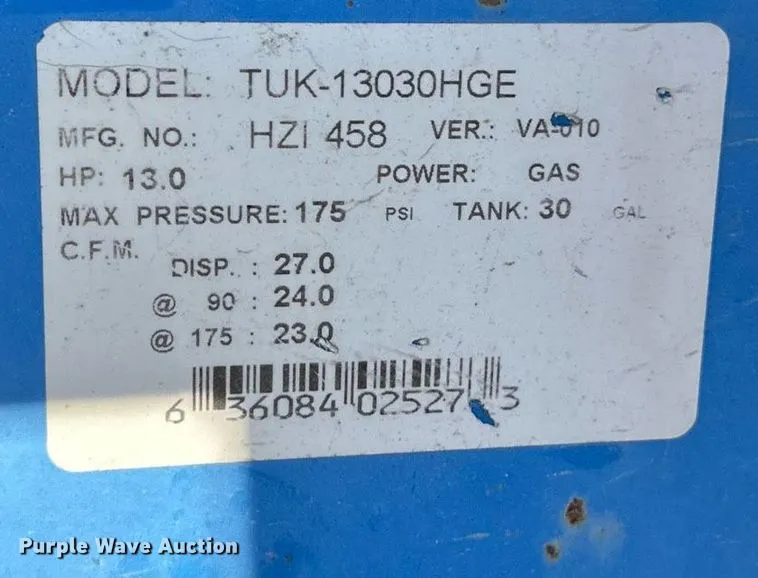 MODEL: TUK-13030HGE
MFG. NO.: HZI 458 VER.: VA-010
HP: 13.0 POWER: GAS
MAX PRESSURE: 175 PSI TANK: 30 GAL
C.F.M.
DISP. : 27.0
@ 90 : 24.0
@ 175 : 23.0
6 36084 02527 3
Purple Wave Auction